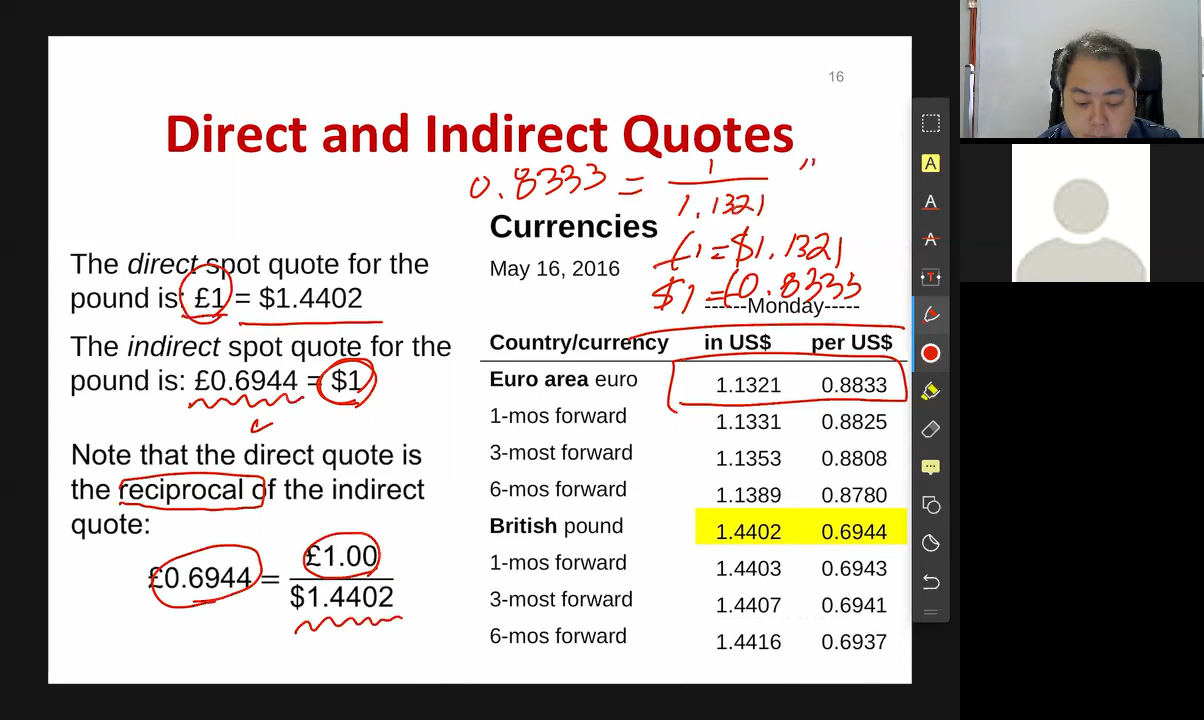 16
Direct and Indirect Quotes
0.8333 = 1 / 1.1321
Currencies
May 16, 2016
€1 = $1.1321
$1 = €0.8333
------Monday-----
The direct spot quote for the
pound is: £1 = $1.4402
The indirect spot quote for the
pound is: £0.6944 = $1
Note that the direct quote is
the reciprocal of the indirect
quote:
£0.6944 = £1.00
$1.4402
Country/currency in US$ per US$
Euro area euro 1.1321 0.8833
1-mos forward 1.1331 0.8825
3-most forward 1.1353 0.8808
6-mos forward 1.1389 0.8780
British pound 1.4402 0.6944
1-mos forward 1.4403 0.6943
3-most forward 1.4407 0.6941
6-mos forward 1.4416 0.6937
A
A
A
T